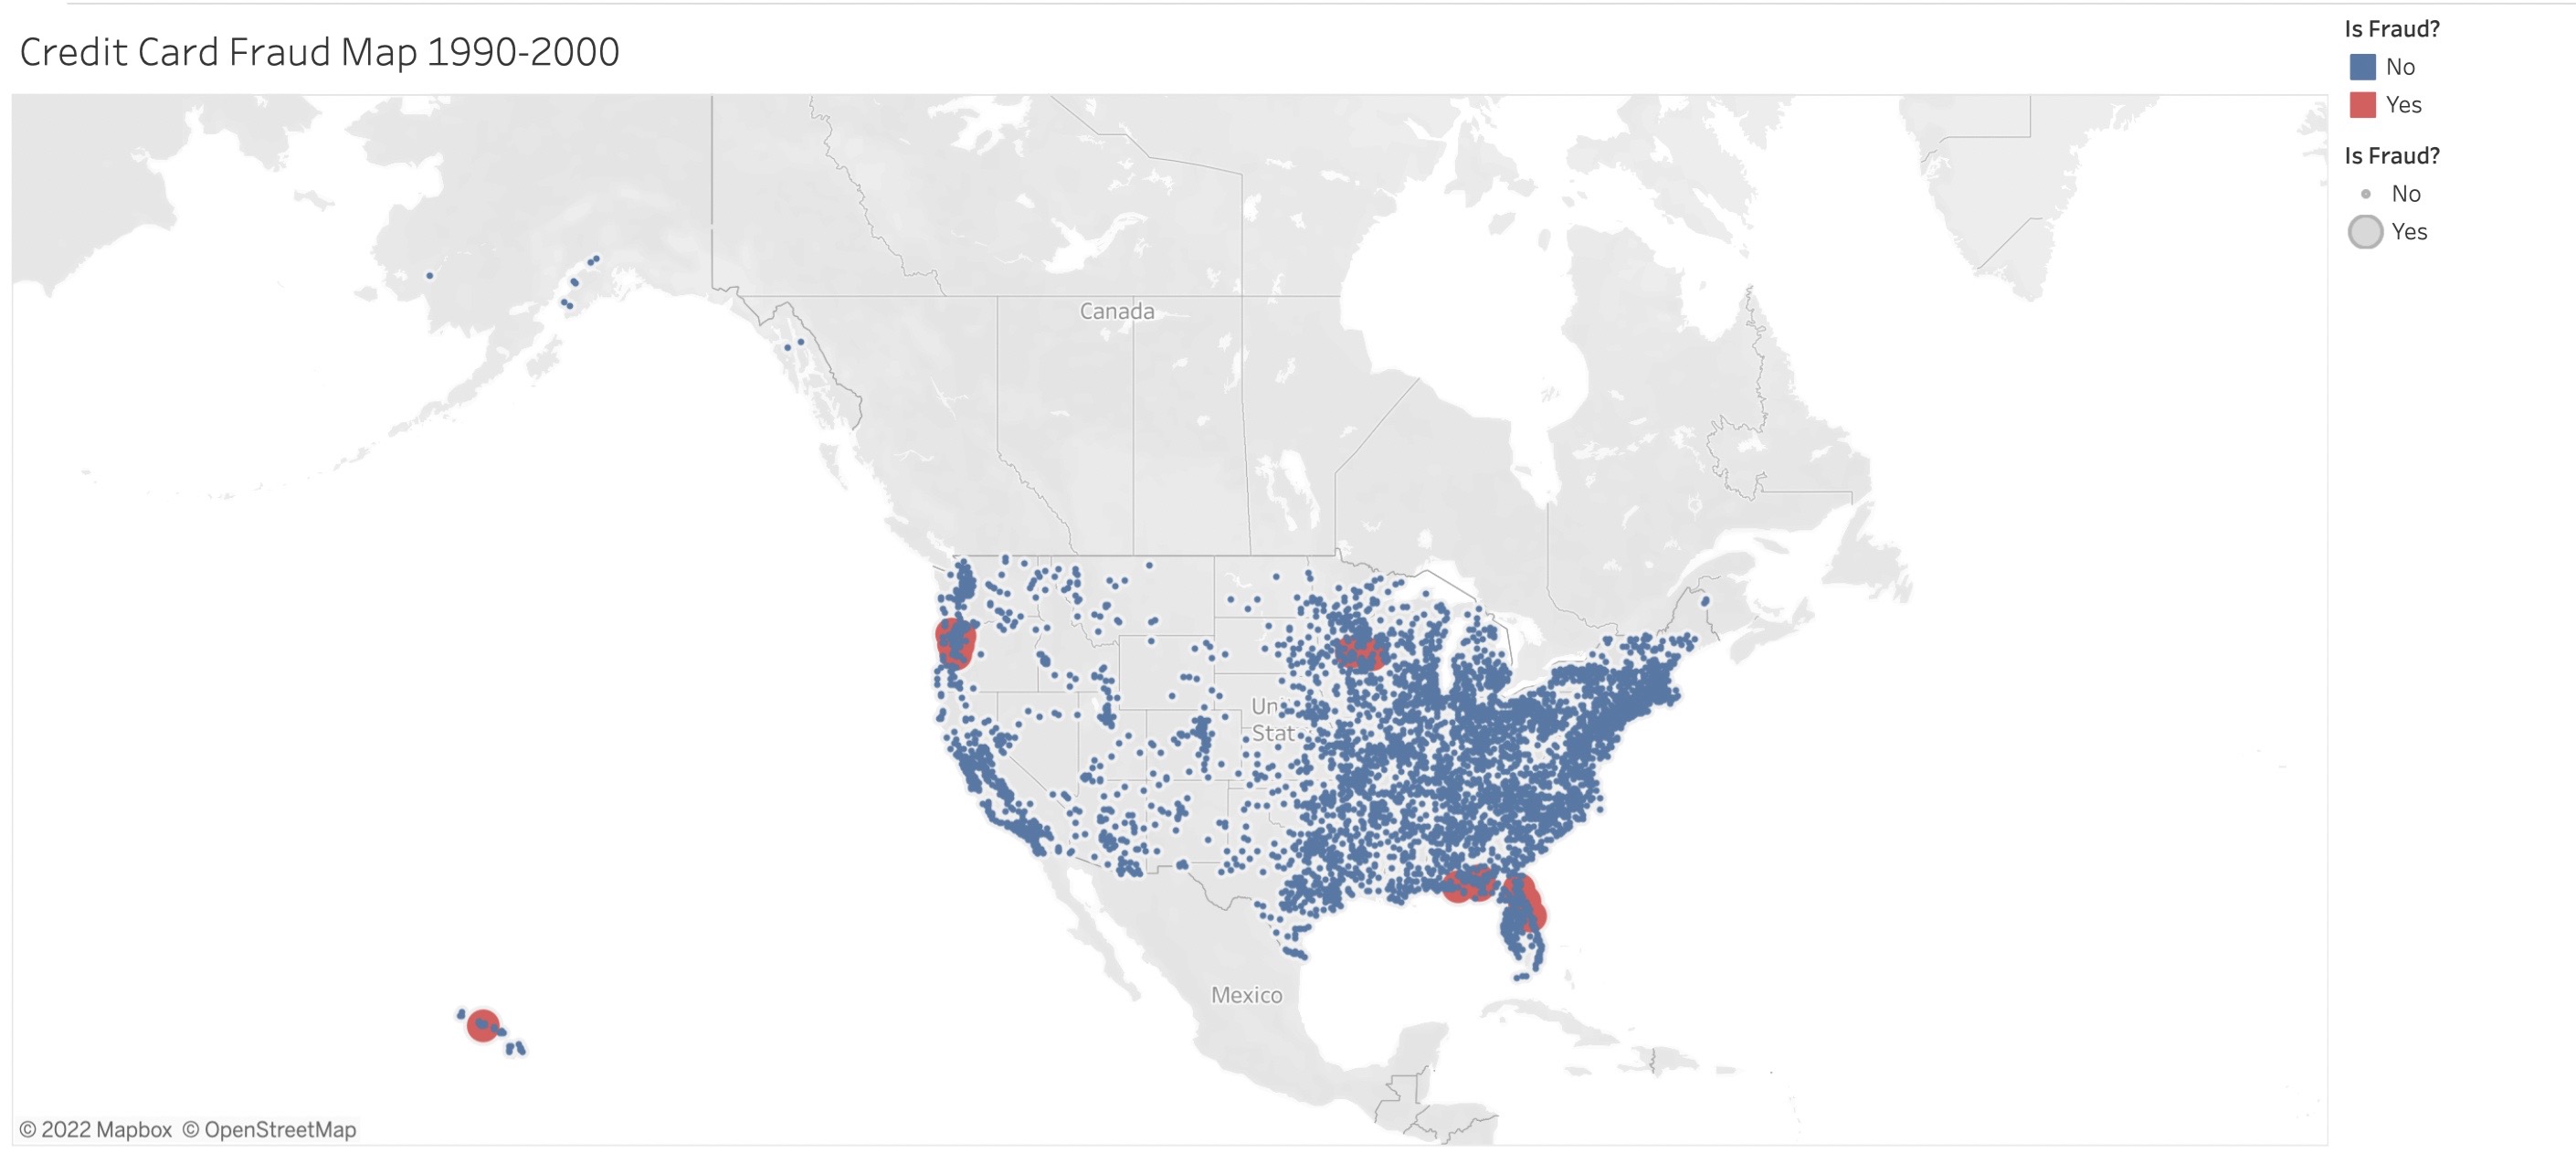 Credit Card Fraud Map 1990-2000
Is Fraud?
No
Yes
Is Fraud?
No
Yes
Canada
Un
Stat
Mexico
© 2022 Mapbox © OpenStreetMap